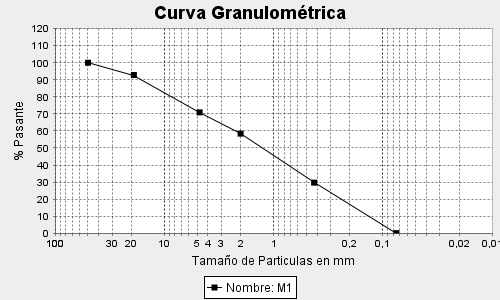 Curva Granulométrica
120
110
100
90
80
70
60
50
40
30
20
10
0
% Pasante
100 30 20 10 5 4 3 2 1 0,2 0,1 0,02 0,01
Tamaño de Particulas en mm
Nombre: M1